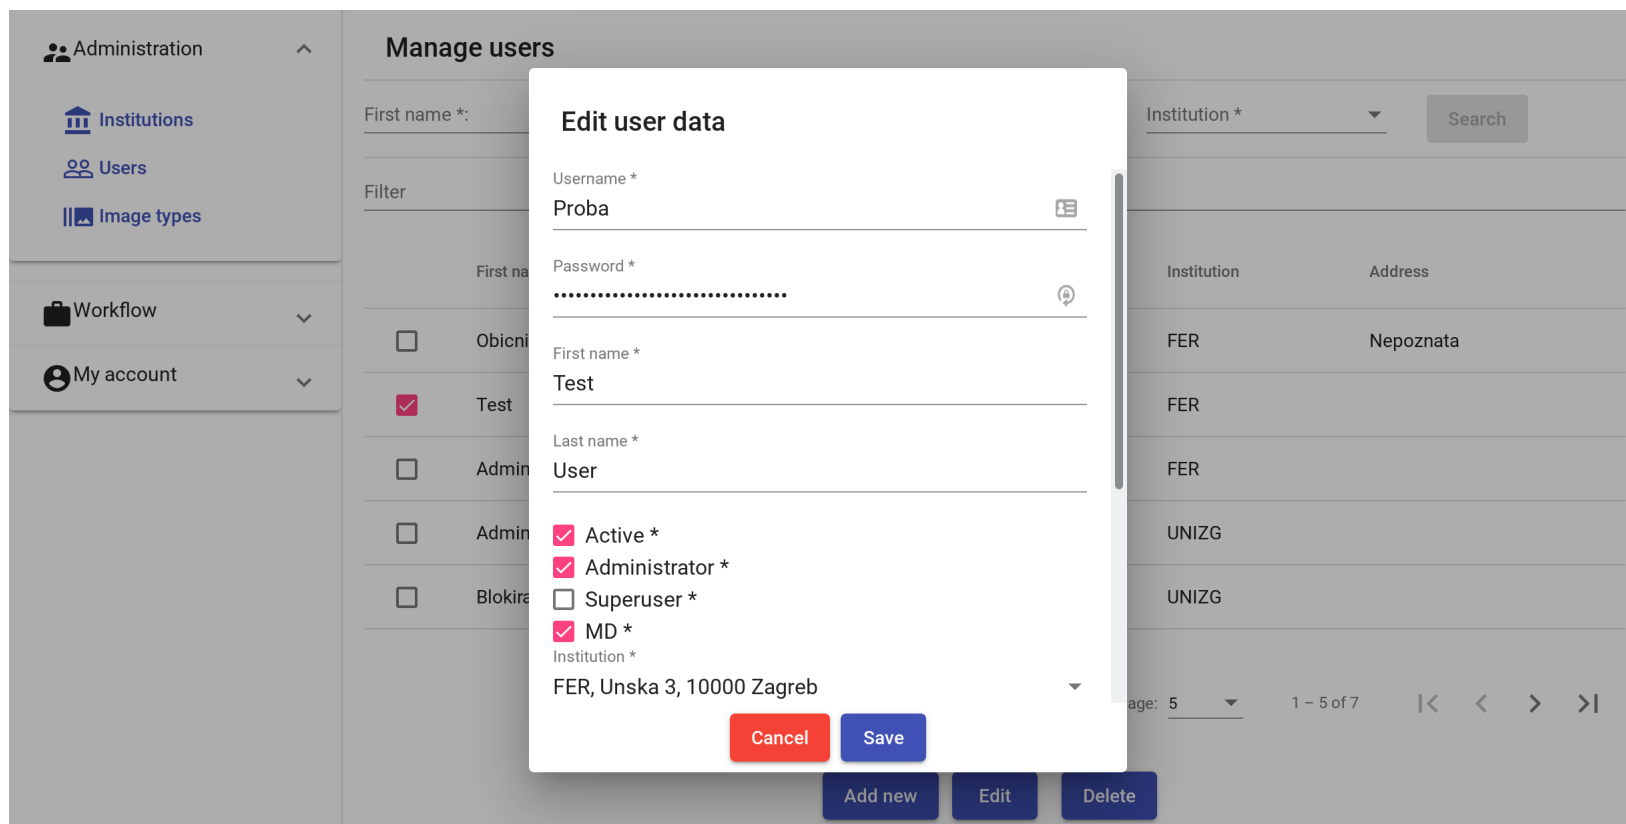 Administration
Institutions
Users
Image types
Workflow
My account
Manage users
First name *:
Institution *
Search
Filter
First na
Institution
Address
Obicni
FER
Nepoznata
Test
FER
Admin
FER
Admin
UNIZG
Blokira
UNIZG
age:
5
1 – 5 of 7
Add new
Edit
Delete
Edit user data
Username *
Proba
Password *
••••••••••••••••••••••••••••••••
First name *
Test
Last name *
User
Active *
Administrator *
Superuser *
MD *
Institution *
FER, Unska 3, 10000 Zagreb
Cancel
Save